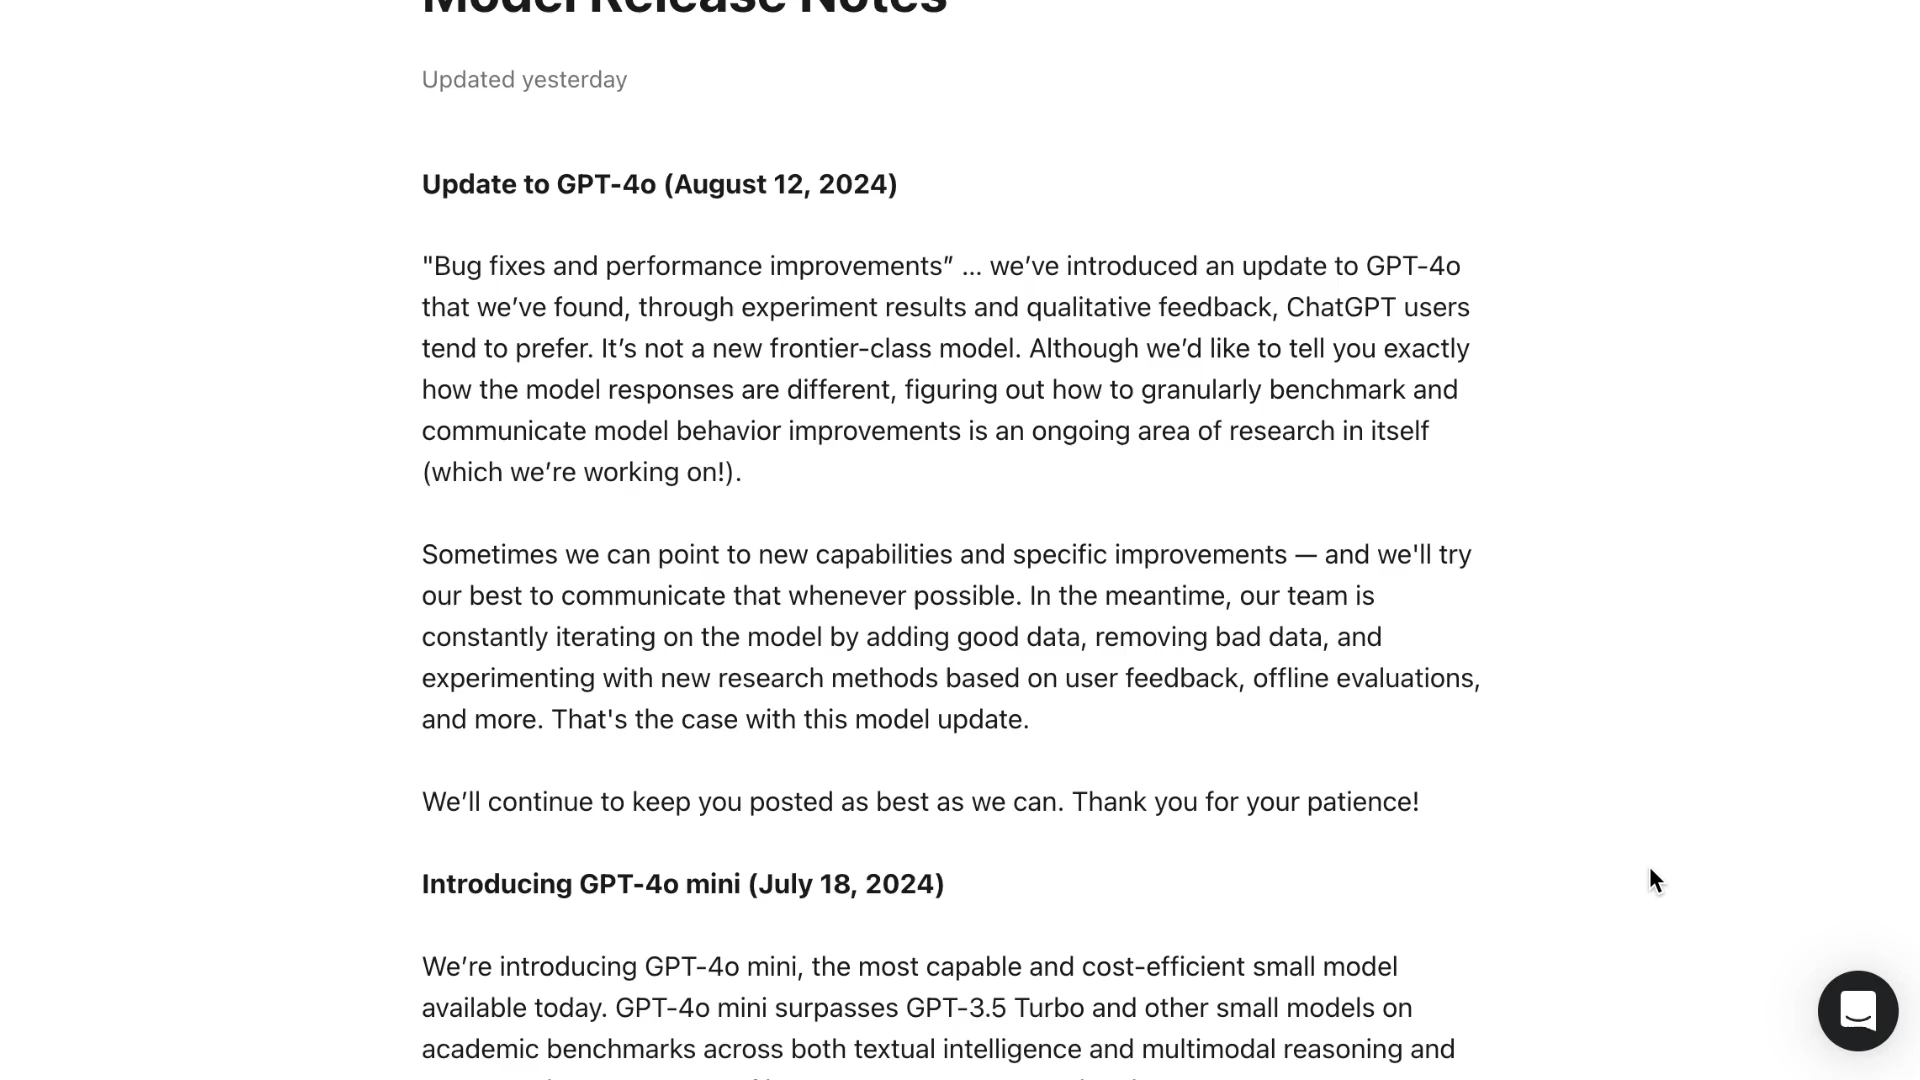 Model Release Notes
Updated yesterday
Update to GPT-4o (August 12, 2024)
"Bug fixes and performance improvements” ... we’ve introduced an update to GPT-4o
that we’ve found, through experiment results and qualitative feedback, ChatGPT users
tend to prefer. It’s not a new frontier-class model. Although we’d like to tell you exactly
how the model responses are different, figuring out how to granularly benchmark and
communicate model behavior improvements is an ongoing area of research in itself
(which we’re working on!).
Sometimes we can point to new capabilities and specific improvements — and we'll try
our best to communicate that whenever possible. In the meantime, our team is
constantly iterating on the model by adding good data, removing bad data, and
experimenting with new research methods based on user feedback, offline evaluations,
and more. That's the case with this model update.
We’ll continue to keep you posted as best as we can. Thank you for your patience!
Introducing GPT-4o mini (July 18, 2024)
We’re introducing GPT-4o mini, the most capable and cost-efficient small model
available today. GPT-4o mini surpasses GPT-3.5 Turbo and other small models on
academic benchmarks across both textual intelligence and multimodal reasoning and